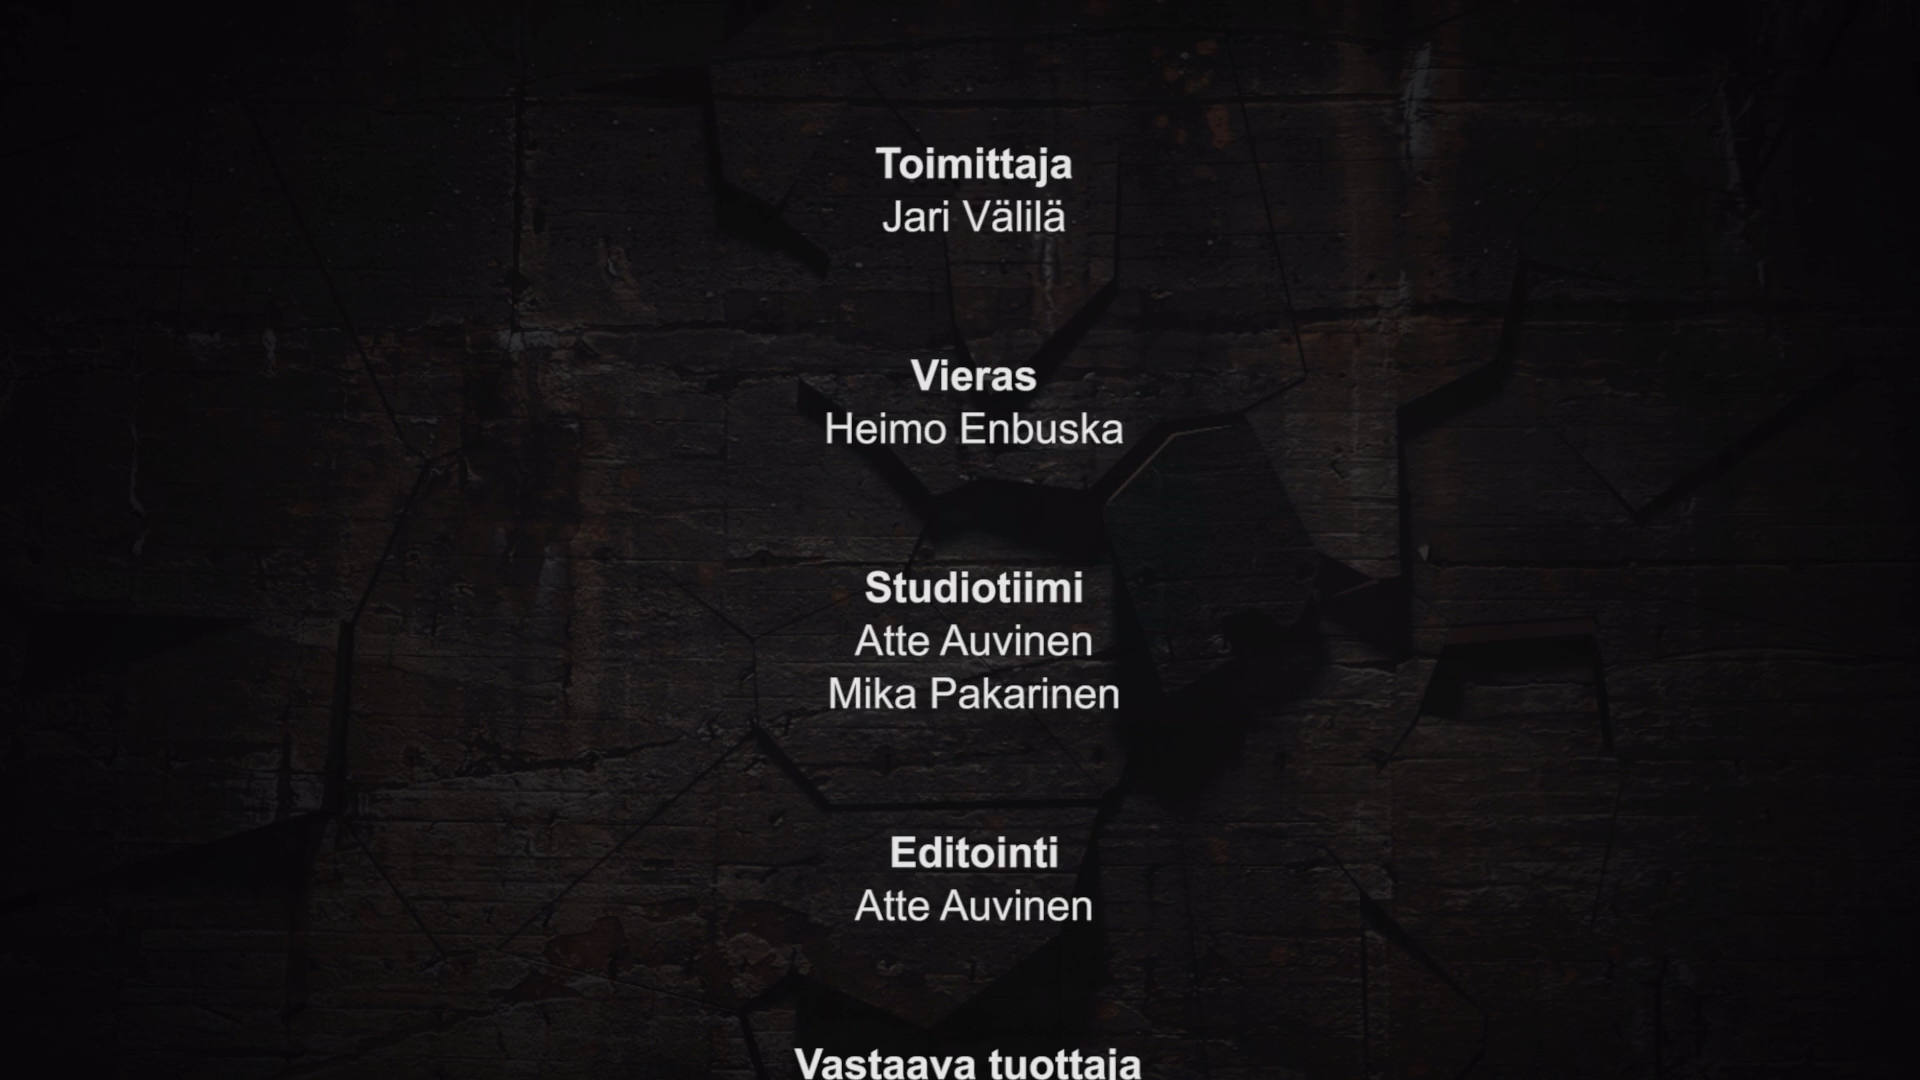 Toimittaja
Jari Välilä
Vieras
Heimo Enbuska
Studiotiimi
Atte Auvinen
Mika Pakarinen
Editointi
Atte Auvinen
Vastaava tuottaja